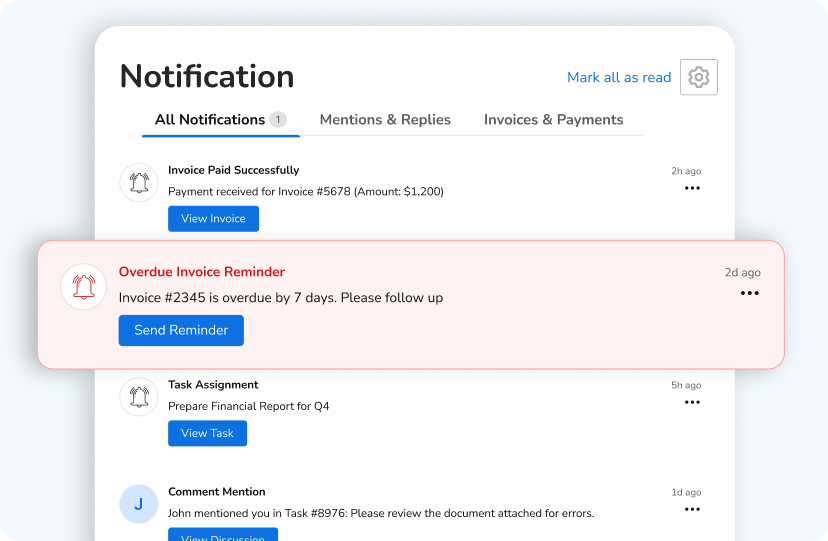 Notification
Mark all as read
All Notifications 1
Mentions & Replies
Invoices & Payments
Invoice Paid Successfully
2h ago
Payment received for Invoice #5678 (Amount: $1,200)
View Invoice
Overdue Invoice Reminder
2d ago
Invoice #2345 is overdue by 7 days. Please follow up
Send Reminder
Task Assignment
5h ago
Prepare Financial Report for Q4
View Task
J
Comment Mention
1d ago
John mentioned you in Task #8976: Please review the document attached for errors.
View Discussion